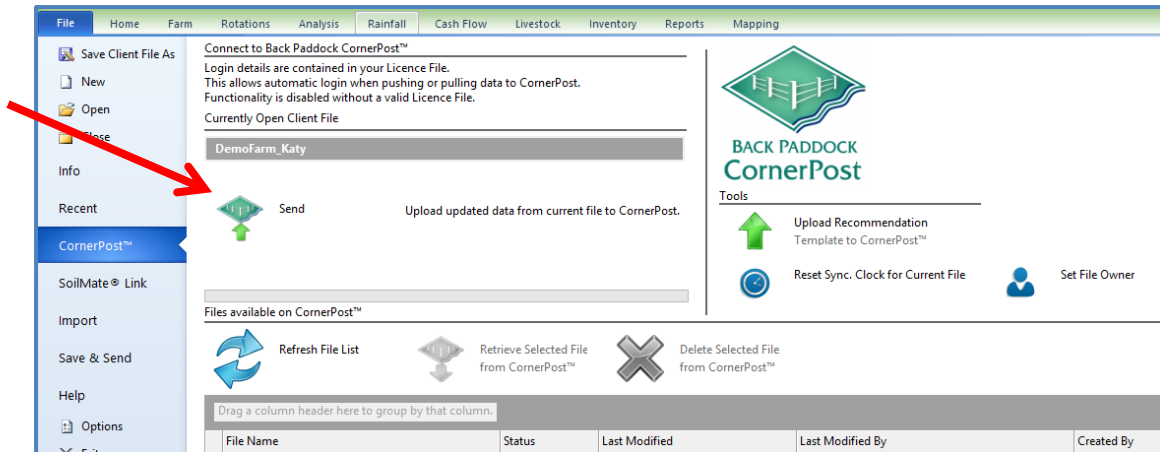 File Home Farm Rotations Analysis Rainfall Cash Flow Livestock Inventory Reports Mapping
Save Client File As
New
Open
Close
Info
Recent
CornerPost™
SoilMate® Link
Import
Save & Send
Help
Options
Exit
Connect to Back Paddock CornerPost™
Login details are contained in your Licence File.
This allows automatic login when pushing or pulling data to CornerPost.
Functionality is disabled without a valid Licence File.
Currently Open Client File
DemoFarm_Katy
Send Upload updated data from current file to CornerPost.
BACK PADDOCK
CornerPost
Tools
Upload Recommendation
Template to CornerPost™
Reset Sync. Clock for Current File Set File Owner
Files available on CornerPost™
Refresh File List
Retrieve Selected File
from CornerPost™
Delete Selected File
from CornerPost™
Drag a column header here to group by that column.
File Name Status Last Modified Last Modified By Created By